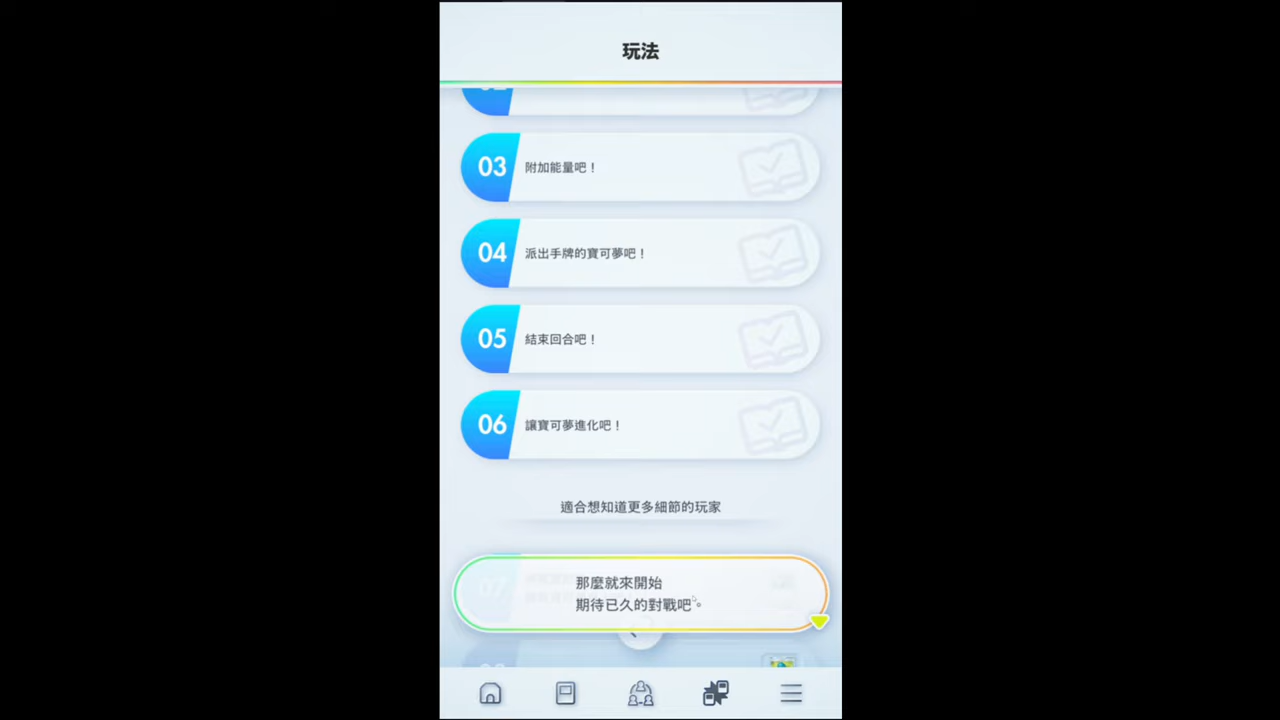 玩法
03 附加能量吧！
04 派出手牌的寶可夢吧！
05 結束回合吧！
06 讓寶可夢進化吧！
適合想知道更多細節的玩家
那麼就來開始
期待已久的對戰吧。